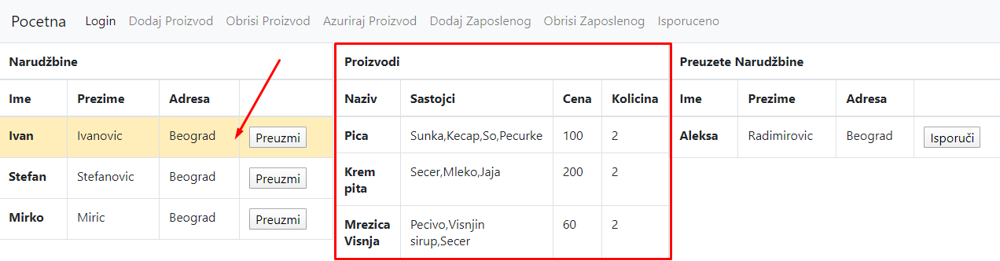 Pocetna Login Dodaj Proizvod Obrisi Proizvod Azuriraj Proizvod Dodaj Zaposlenog Obrisi Zaposlenog Isporuceno
Narudžbine
Ime Prezime Adresa
Ivan Ivanovic Beograd Preuzmi
Stefan Stefanovic Beograd Preuzmi
Mirko Miric Beograd Preuzmi
Proizvodi
Naziv Sastojci Cena Kolicina
Pica Sunka,Kecap,So,Pecurke 100 2
Krem Secer,Mleko,Jaja 200 2
pita
Mrezica Pecivo,Visnjin 60 2
Visnja sirup,Secer
Preuzete Narudžbine
Ime Prezime Adresa
Aleksa Radimirovic Beograd Isporuči